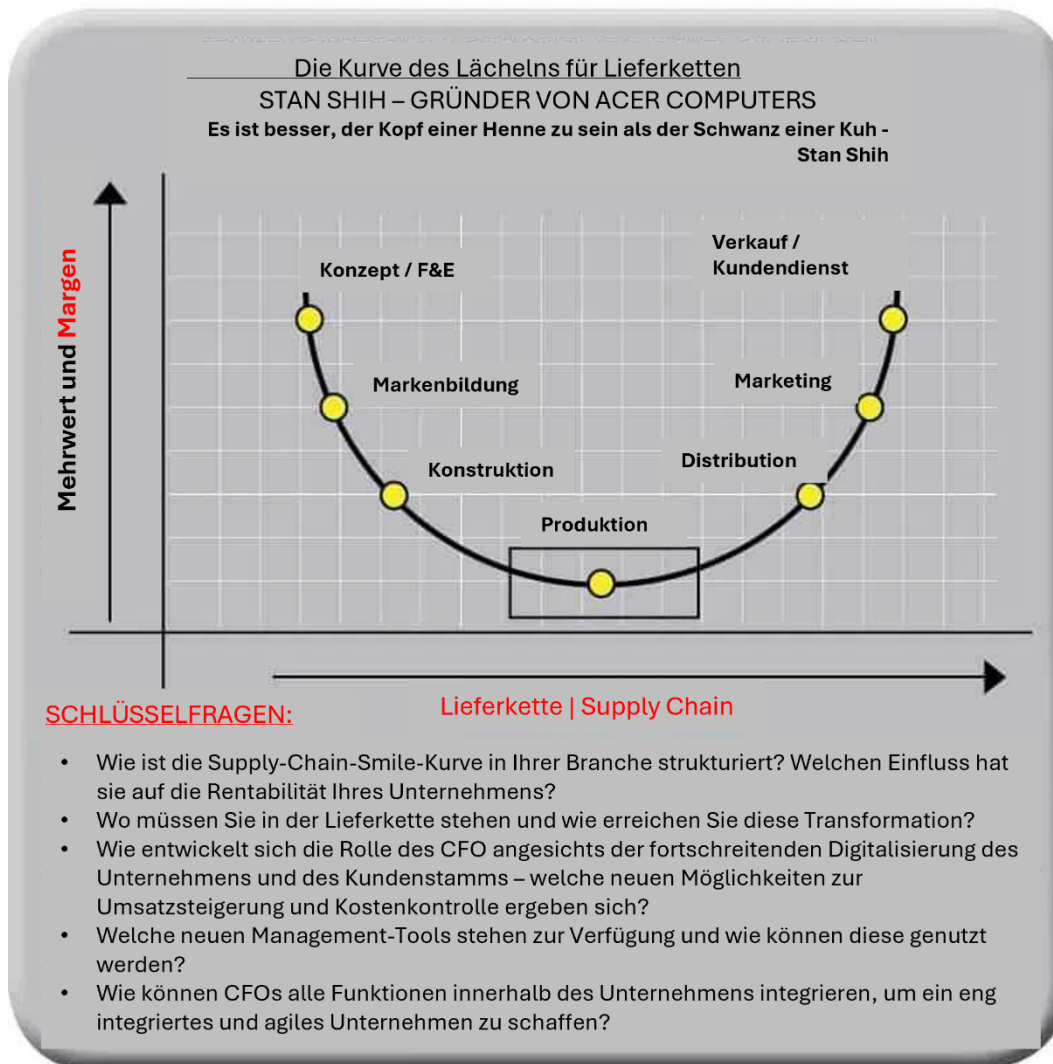 Die Kurve des Lächelns für Lieferketten
STAN SHIH – GRÜNDER VON ACER COMPUTERS
Es ist besser, der Kopf einer Henne zu sein als der Schwanz einer Kuh -
Stan Shih
Mehrwert und Margen
Konzept / F&E
Verkauf /
Kundendienst
Markenbildung
Marketing
Konstruktion
Distribution
Produktion
Lieferkette | Supply Chain
SCHLÜSSELFRAGEN:
• Wie ist die Supply-Chain-Smile-Kurve in Ihrer Branche strukturiert? Welchen Einfluss hat
sie auf die Rentabilität Ihres Unternehmens?
• Wo müssen Sie in der Lieferkette stehen und wie erreichen Sie diese Transformation?
• Wie entwickelt sich die Rolle des CFO angesichts der fortschreitenden Digitalisierung des
Unternehmens und des Kundenstamms – welche neuen Möglichkeiten zur
Umsatzsteigerung und Kostenkontrolle ergeben sich?
• Welche neuen Management-Tools stehen zur Verfügung und wie können diese genutzt
werden?
• Wie können CFOs alle Funktionen innerhalb des Unternehmens integrieren, um ein eng
integriertes und agiles Unternehmen zu schaffen?